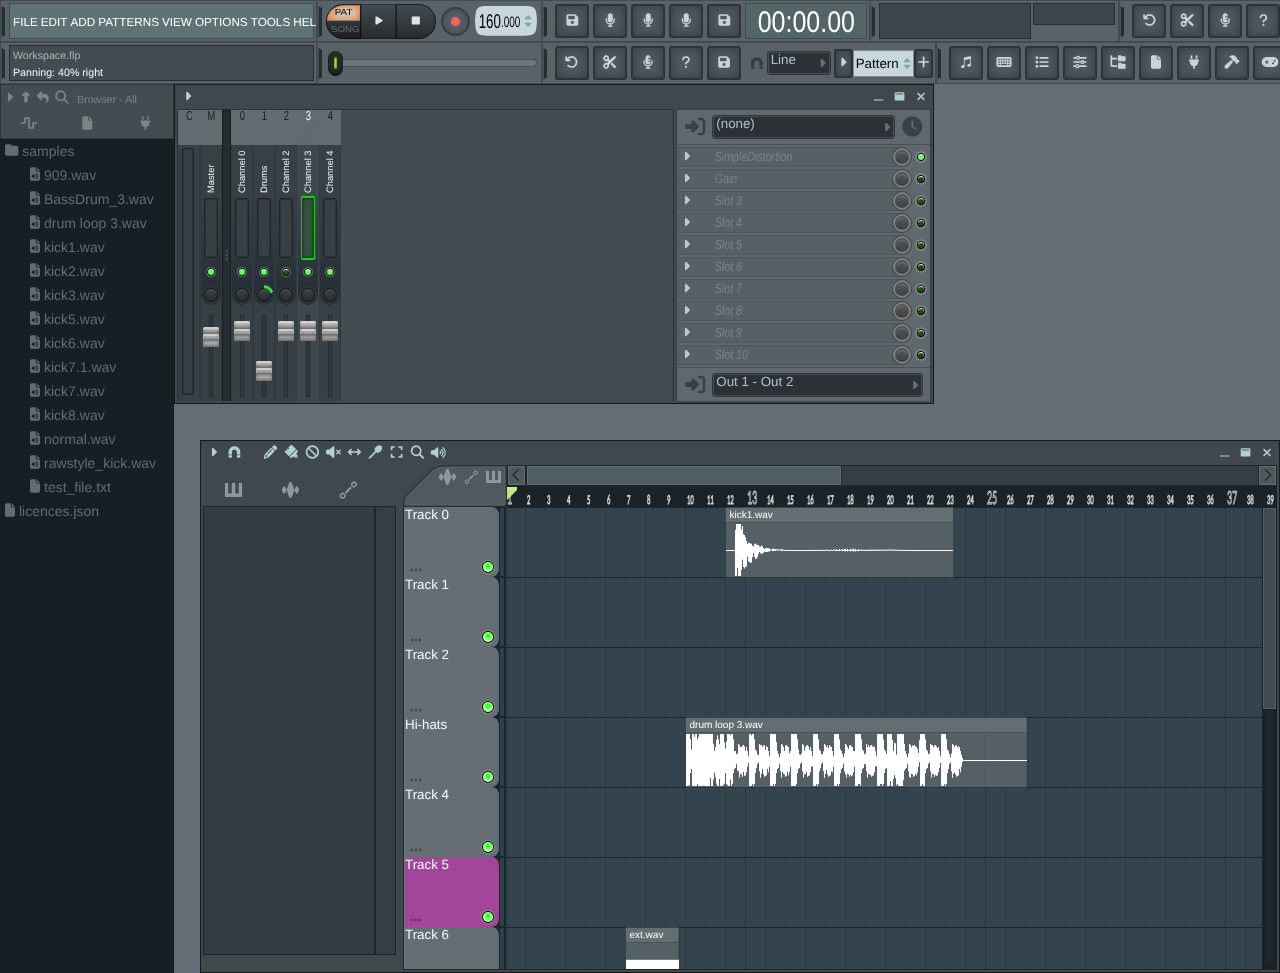 FILE EDIT ADD PATTERNS VIEW OPTIONS TOOLS HEL
PAT
SONG
160.000
00:00.00
?
Workspace.flp
Panning: 40% right
?
Line
Pattern
+
Browser - All
samples
909.wav
BassDrum_3.wav
drum loop 3.wav
kick1.wav
kick2.wav
kick3.wav
kick5.wav
kick6.wav
kick7.1.wav
kick7.wav
kick8.wav
normal.wav
rawstyle_kick.wav
test_file.txt
licences.json
C M 0 1 2 3 4
Master
Channel 0
Drums
Channel 2
Channel 3
Channel 4
(none)
SimpleDistortion
Gain
Slot 3
Slot 4
Slot 5
Slot 6
Slot 7
Slot 8
Slot 9
Slot 10
Out 1 - Out 2
1 2 3 4 5 6 7 8 9 10 11 12 13 14 15 16 17 18 19 20 21 22 23 24 25 26 27 28 29 30 31 32 33 34 35 36 37 38 39
Track 0
kick1.wav
Track 1
Track 2
Hi-hats
drum loop 3.wav
Track 4
Track 5
Track 6
ext.wav